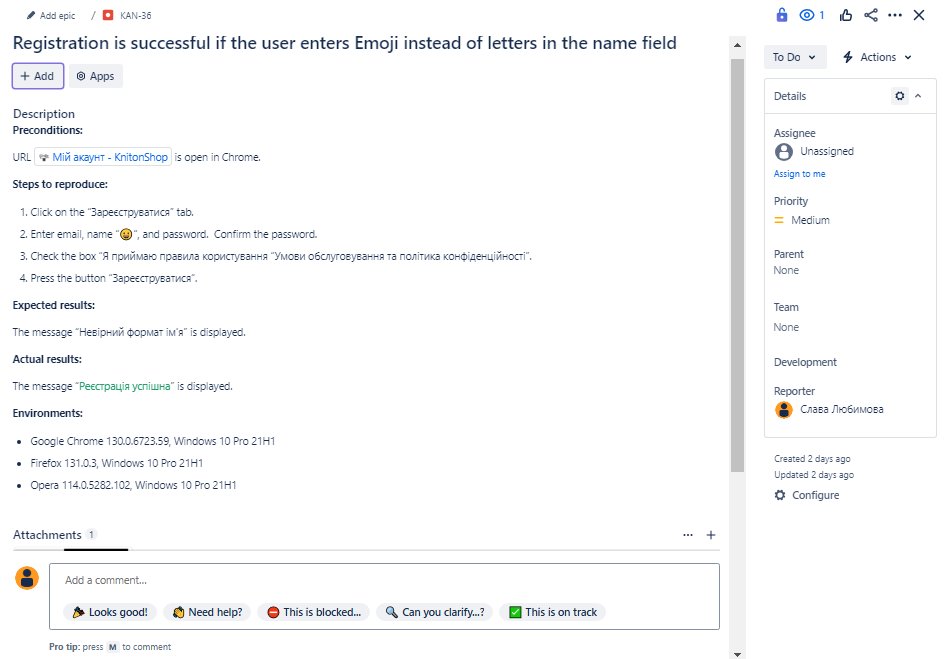 Add epic / KAN-36
1
Registration is successful if the user enters Emoji instead of letters in the name field
+ Add
Apps
Description
Preconditions:
URL Мій акаунт - KnitonShop is open in Chrome.
Steps to reproduce:
1. Click on the “Зареєструватися” tab.
2. Enter email, name “😀“, and password. Confirm the password.
3. Check the box “Я приймаю правила користування “Умови обслуговування та політика конфіденційності”.
4. Press the button “Зареєструватися”.
Expected results:
The message “Невірний формат ім'я” is displayed.
Actual results:
The message “Реєстрація успішна” is displayed.
Environments:
• Google Chrome 130.0.6723.59, Windows 10 Pro 21H1
• Firefox 131.0.3, Windows 10 Pro 21H1
• Opera 114.0.5282.102, Windows 10 Pro 21H1
Attachments 1
Add a comment...
Looks good!
Need help?
This is blocked...
Can you clarify...?
This is on track
Pro tip: press M to comment
To Do
Actions
Details
Assignee
Unassigned
Assign to me
Priority
Medium
Parent
None
Team
None
Development
Reporter
Слава Любимова
Created 2 days ago
Updated 2 days ago
Configure